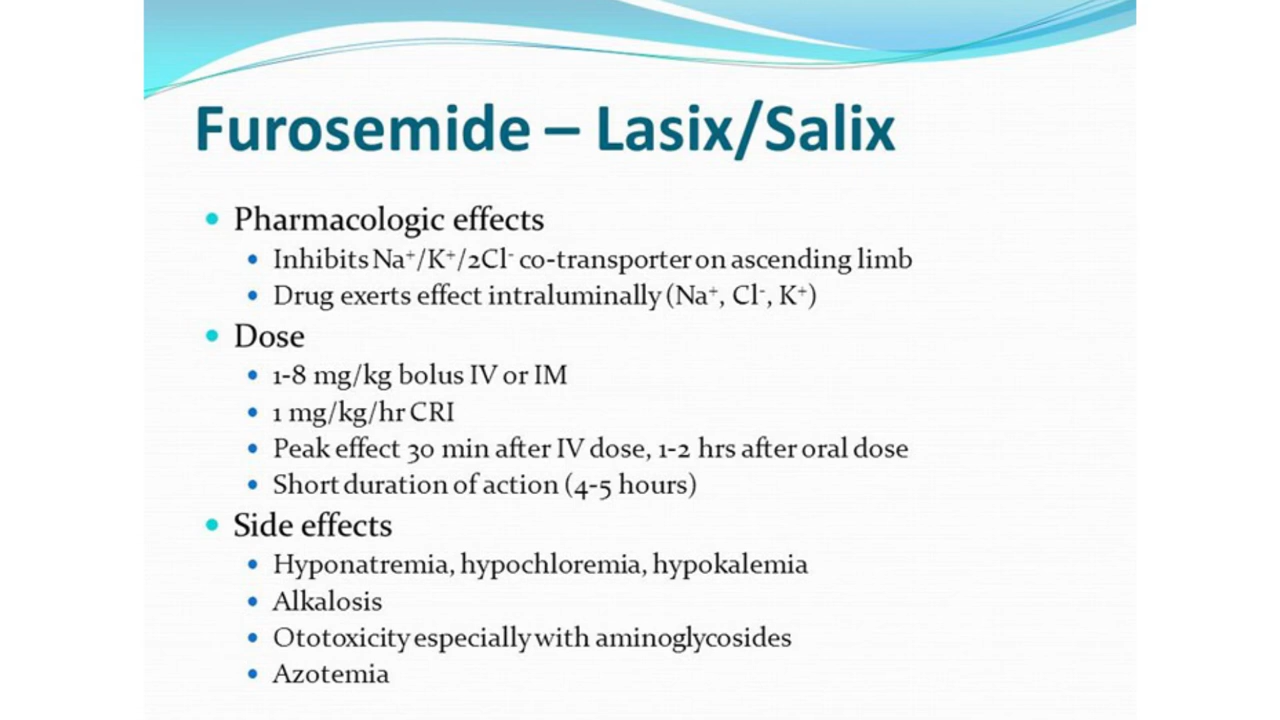 Furosemide – Lasix/Salix
Pharmacologic effects
Inhibits Na⁺/K⁺/2Cl⁻ co-transporter on ascending limb
Drug exerts effect intraluminally (Na⁺, Cl⁻, K⁺)
Dose
1-8 mg/kg bolus IV or IM
1 mg/kg/hr CRI
Peak effect 30 min after IV dose, 1-2 hrs after oral dose
Short duration of action (4-5 hours)
Side effects
Hyponatremia, hypochloremia, hypokalemia
Alkalosis
Ototoxicity especially with aminoglycosides
Azotemia